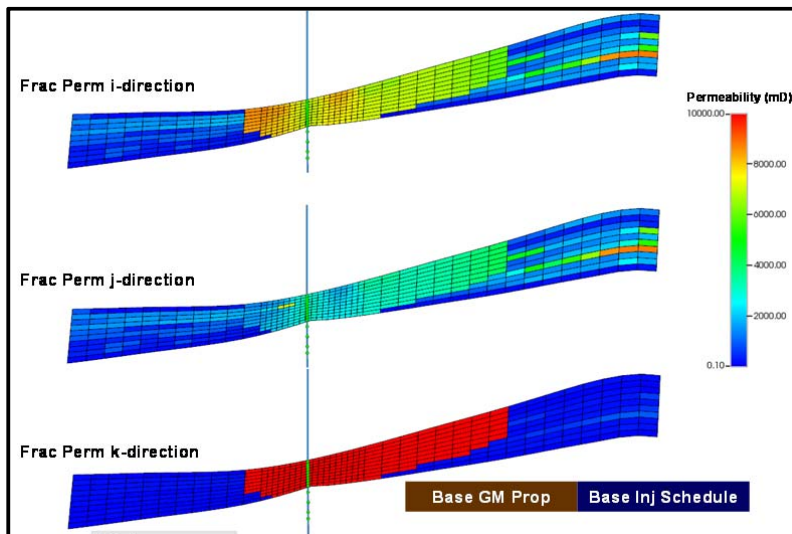 Frac Perm i-direction
Permeability (mD)
10000.00
8000.00
6000.00
Frac Perm j-direction
4000.00
2000.00
0.10
Frac Perm k-direction
Base GM Prop
Base Inj Schedule